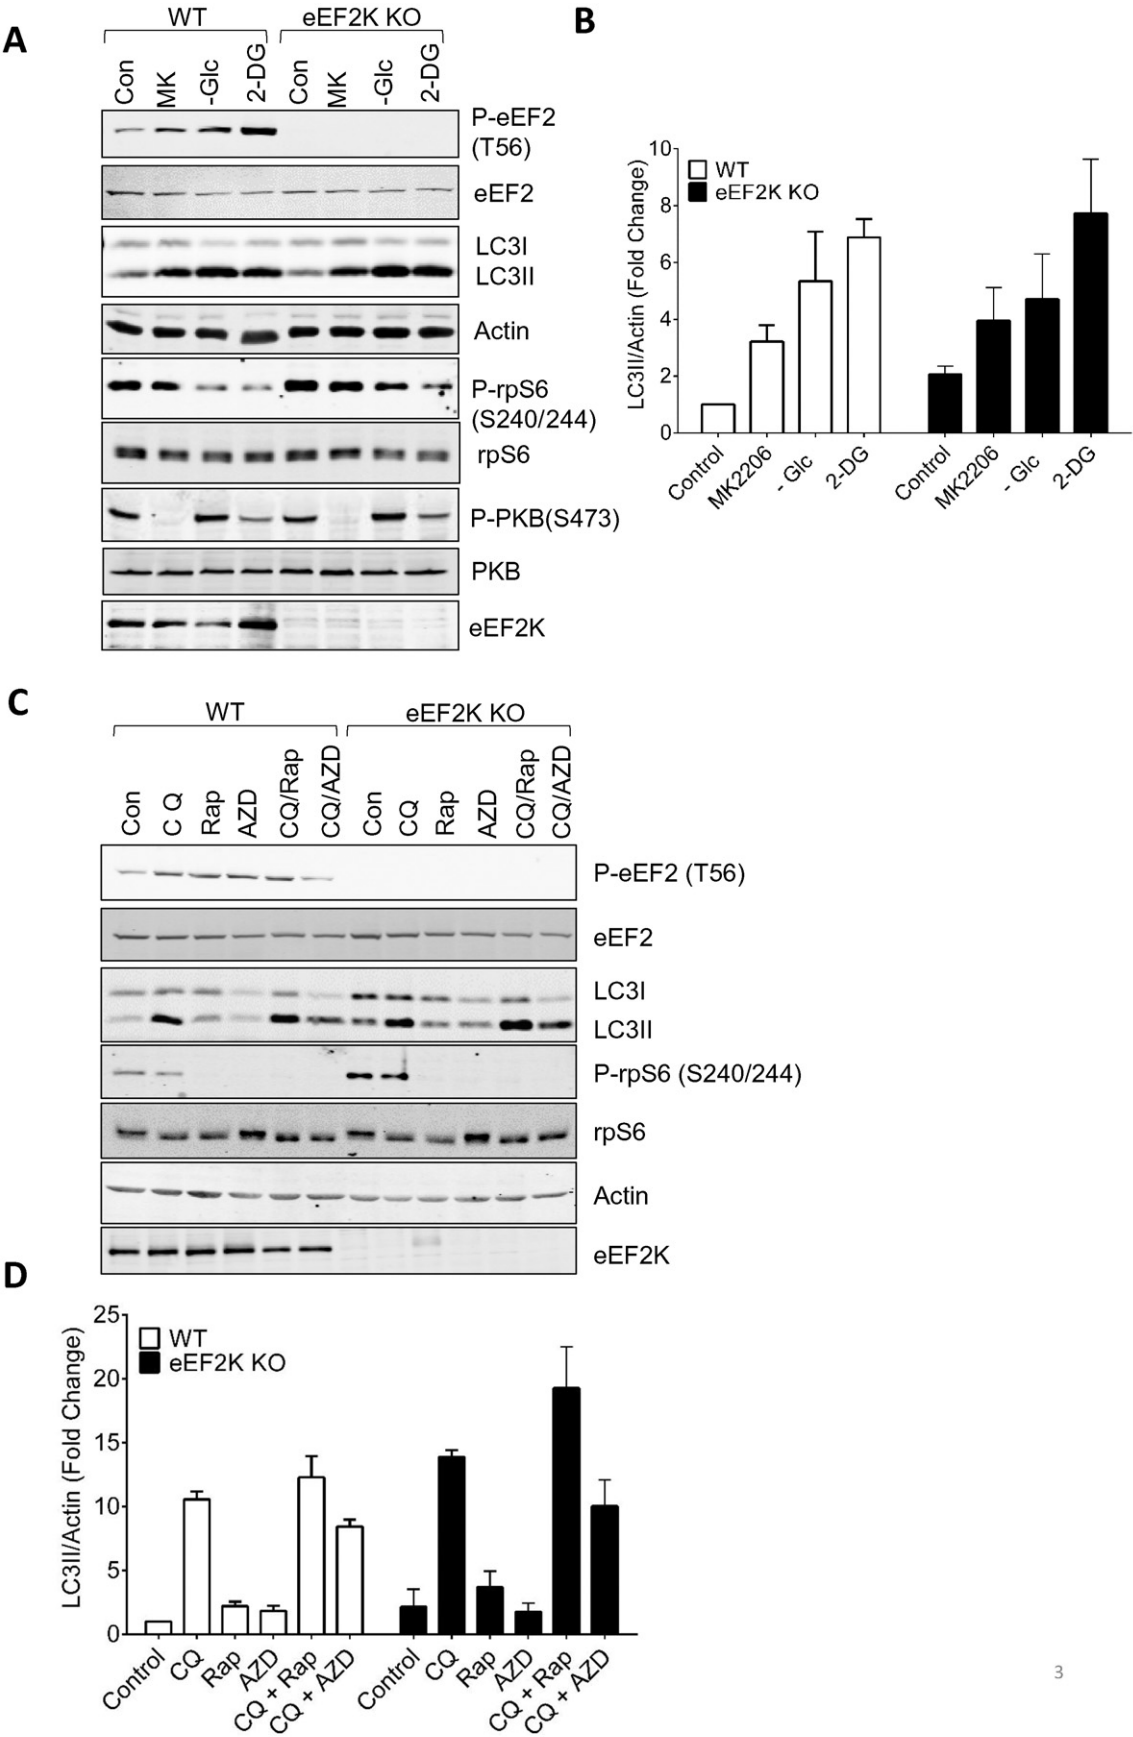 A
WT
eEF2K KO
Con
MK
-Glc
2-DG
Con
MK
-Glc
2-DG
P-eEF2
(T56)
eEF2
LC3I
LC3II
Actin
P-rpS6
(S240/244)
rpS6
P-PKB(S473)
PKB
eEF2K
B
LC3II/Actin (Fold Change)
10
8
6
4
2
0
WT
eEF2K KO
Control
MK2206
- Glc
2-DG
Control
MK2206
- Glc
2-DG
C
WT
eEF2K KO
Con
C Q
Rap
AZD
CQ/Rap
CQ/AZD
Con
CQ
Rap
AZD
CQ/Rap
CQ/AZD
P-eEF2 (T56)
eEF2
LC3I
LC3II
P-rpS6 (S240/244)
rpS6
Actin
eEF2K
D
LC3II/Actin (Fold Change)
25
20
15
10
5
0
WT
eEF2K KO
Control
CQ
Rap
AZD
CQ + Rap
CQ + AZD
Control
CQ
Rap
AZD
CQ + Rap
CQ + AZD
3